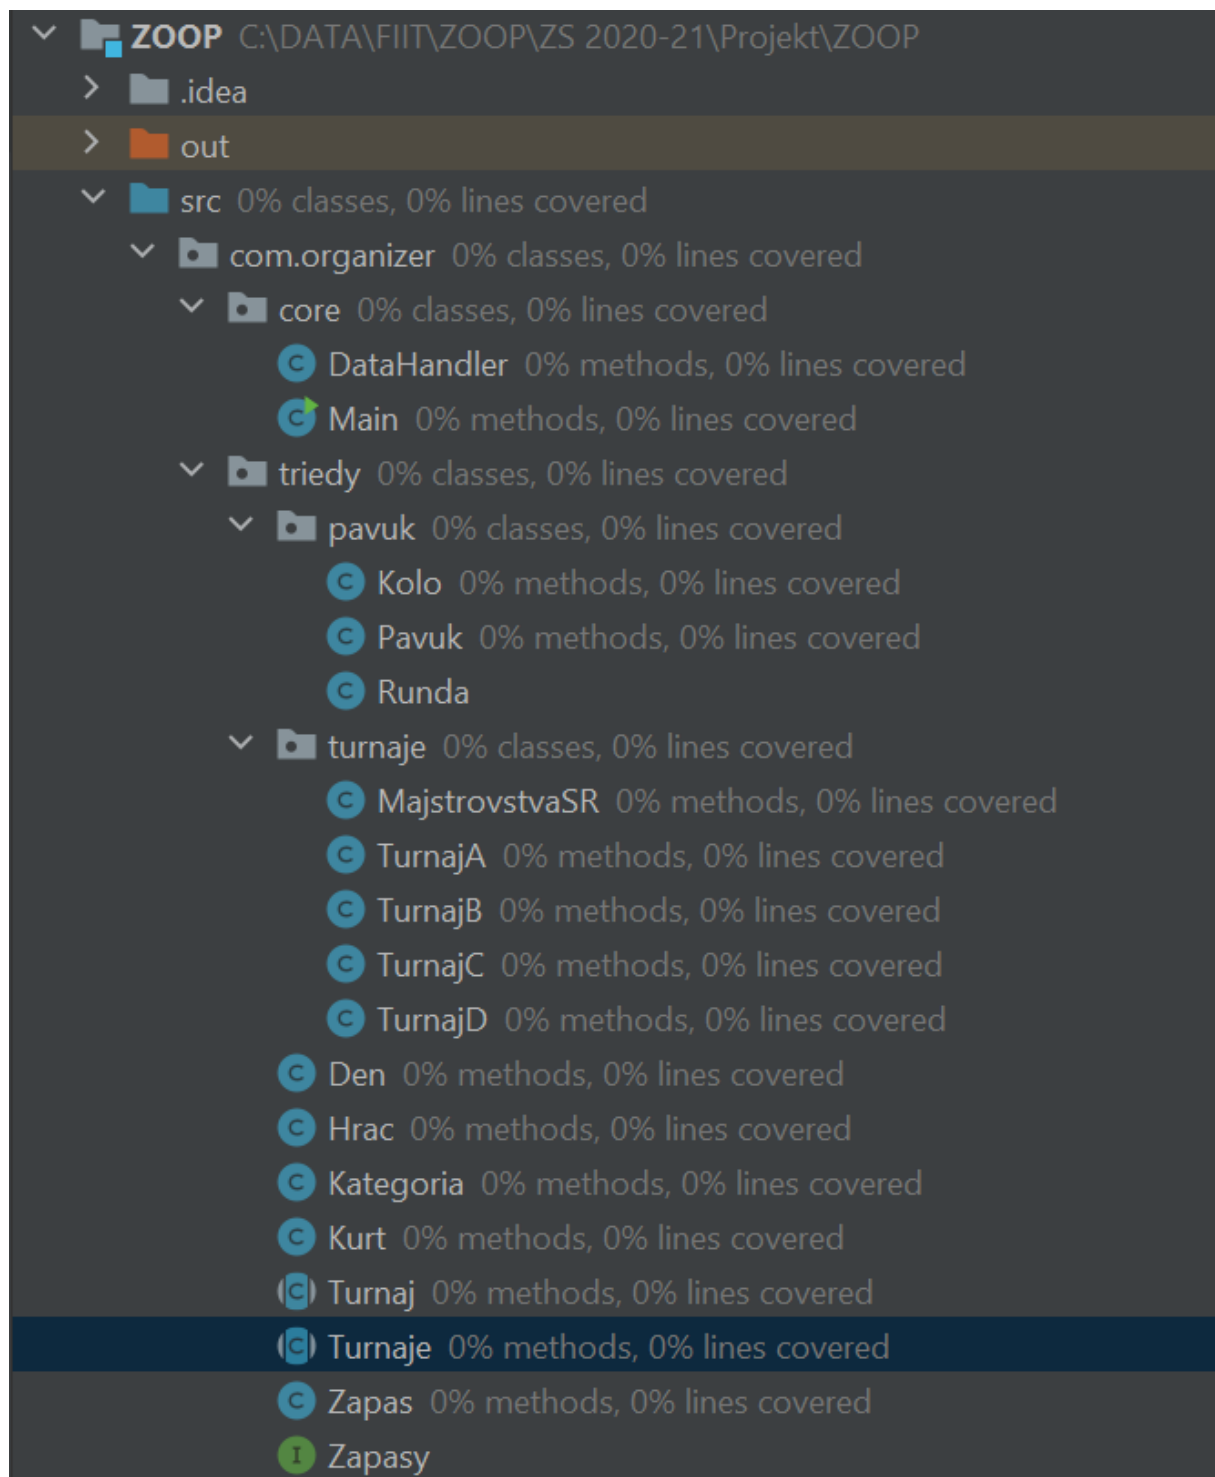 ZOOP C:\DATA\FIIT\ZOOP\ZS 2020-21\Projekt\ZOOP
.idea
out
src 0% classes, 0% lines covered
com.organizer 0% classes, 0% lines covered
core 0% classes, 0% lines covered
C DataHandler 0% methods, 0% lines covered
C Main 0% methods, 0% lines covered
triedy 0% classes, 0% lines covered
pavuk 0% classes, 0% lines covered
C Kolo 0% methods, 0% lines covered
C Pavuk 0% methods, 0% lines covered
C Runda
turnaje 0% classes, 0% lines covered
C MajstrovstvaSR 0% methods, 0% lines covered
C TurnajA 0% methods, 0% lines covered
C TurnajB 0% methods, 0% lines covered
C TurnajC 0% methods, 0% lines covered
C TurnajD 0% methods, 0% lines covered
C Den 0% methods, 0% lines covered
C Hrac 0% methods, 0% lines covered
C Kategoria 0% methods, 0% lines covered
C Kurt 0% methods, 0% lines covered
C Turnaj 0% methods, 0% lines covered
C Turnaje 0% methods, 0% lines covered
C Zapas 0% methods, 0% lines covered
I Zapasy